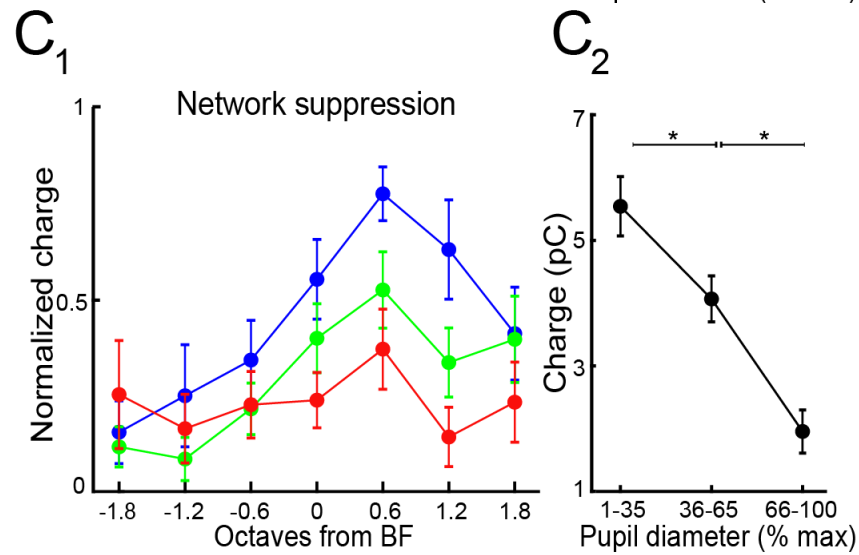 C1
Network suppression
Normalized charge
1
0.5
0
-1.8 -1.2 -0.6 0 0.6 1.2 1.8
Octaves from BF
C2
* *
Charge (pC)
7
5
3
1
1-35 36-65 66-100
Pupil diameter (% max)